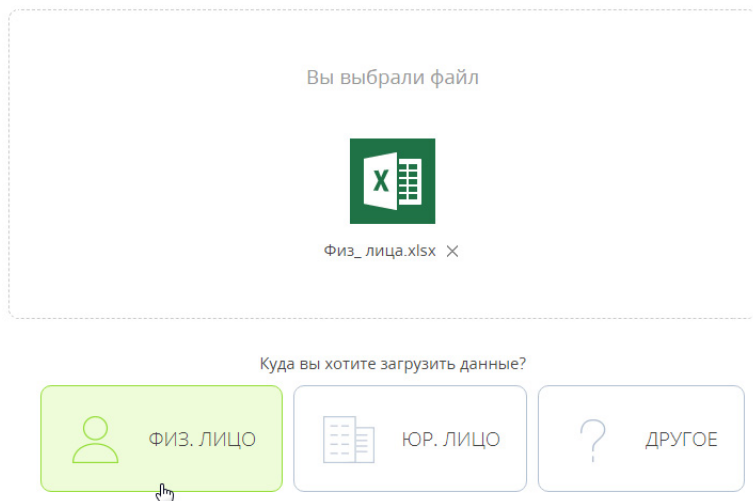 Вы выбрали файл
X
Физ_ лица.xlsx ×
Куда вы хотите загрузить данные?
ФИЗ. ЛИЦО ЮР. ЛИЦО ? ДРУГОЕ